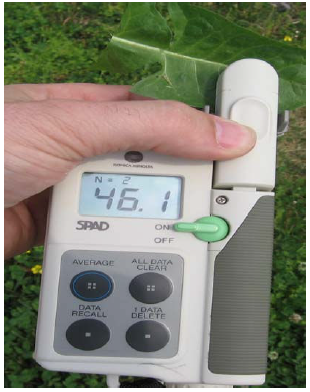 N = 2
46.1
SPAD
ON
OFF
AVERAGE
ALL DATA
CLEAR
DATA
RECALL
1 DATA
DELETE